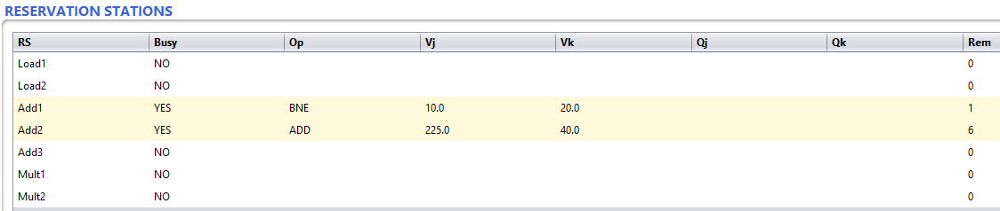 RESERVATION STATIONS
RS Busy Op Vj Vk Qj Qk Rem
Load1 NO 0
Load2 NO 0
Add1 YES BNE 10.0 20.0 1
Add2 YES ADD 225.0 40.0 6
Add3 NO 0
Mult1 NO 0
Mult2 NO 0